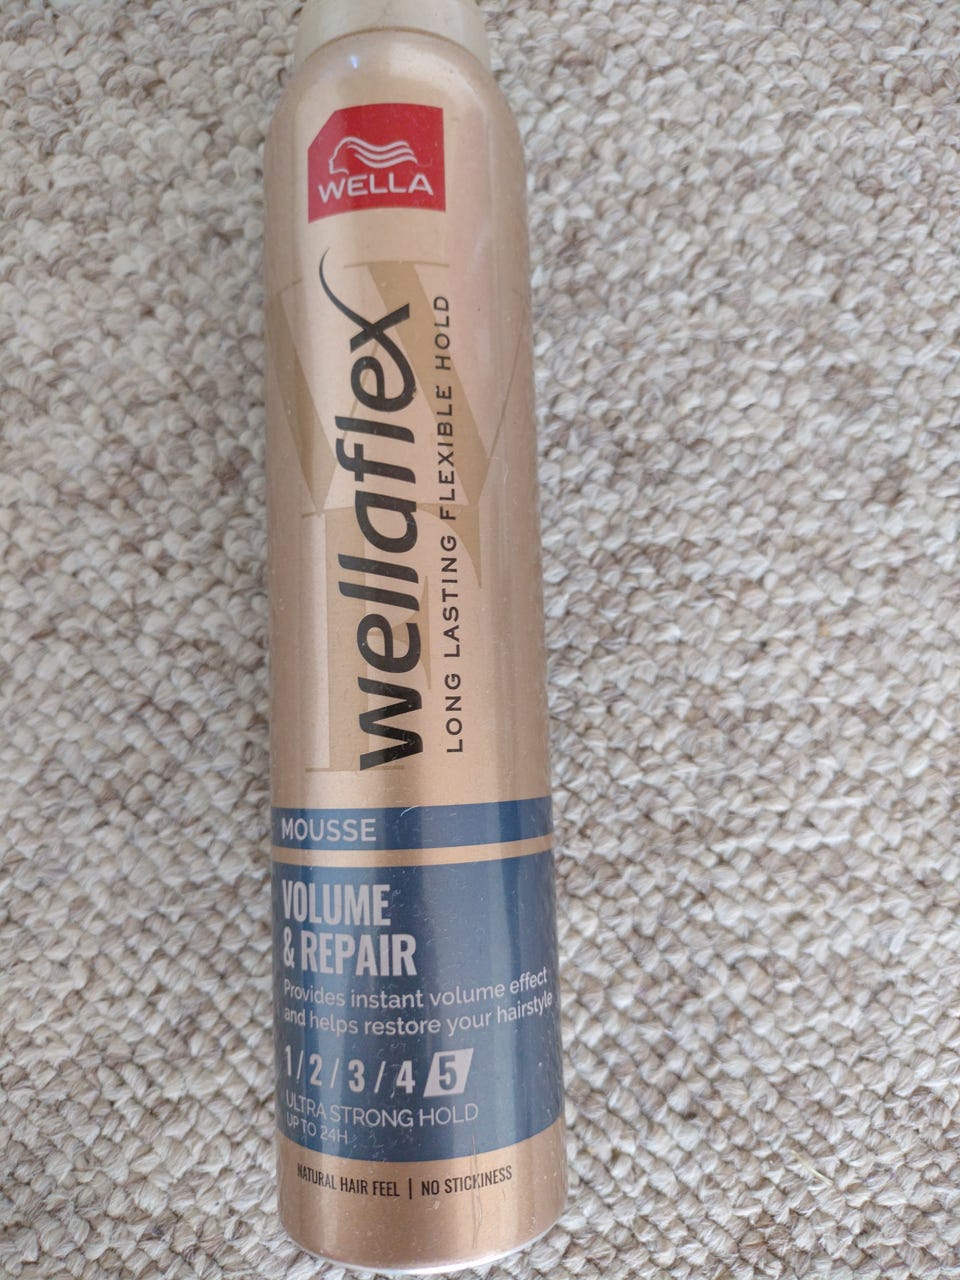 WELLA
wellaflex
LONG LASTING FLEXIBLE HOLD
MOUSSE
VOLUME
& REPAIR
Provides instant volume effect
and helps restore your hairstyle
1/2/3/4 5
ULTRA STRONG HOLD
UP TO 24H
NATURAL HAIR FEEL | NO STICKINESS